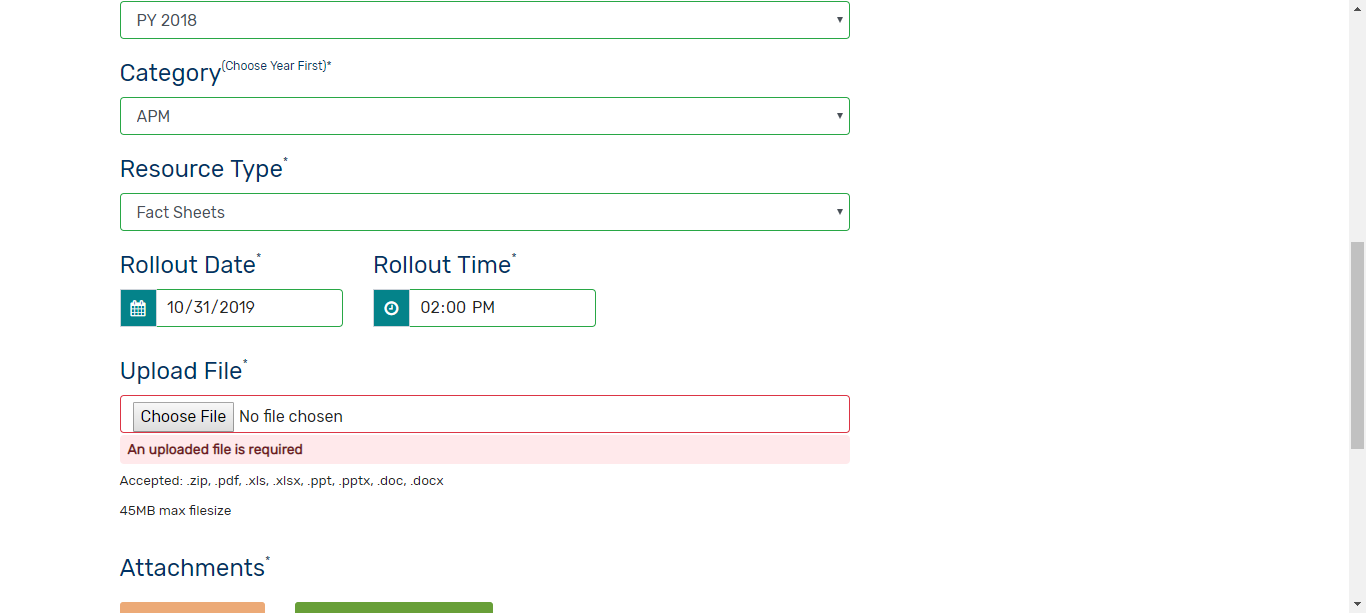 PY 2018
Category(Choose Year First)*
APM
Resource Type*
Fact Sheets
Rollout Date* Rollout Time*
10/31/2019 02:00 PM
Upload File*
Choose File No file chosen
An uploaded file is required
Accepted: .zip, .pdf, .xls, .xlsx, .ppt, .pptx, .doc, .docx
45MB max filesize
Attachments*